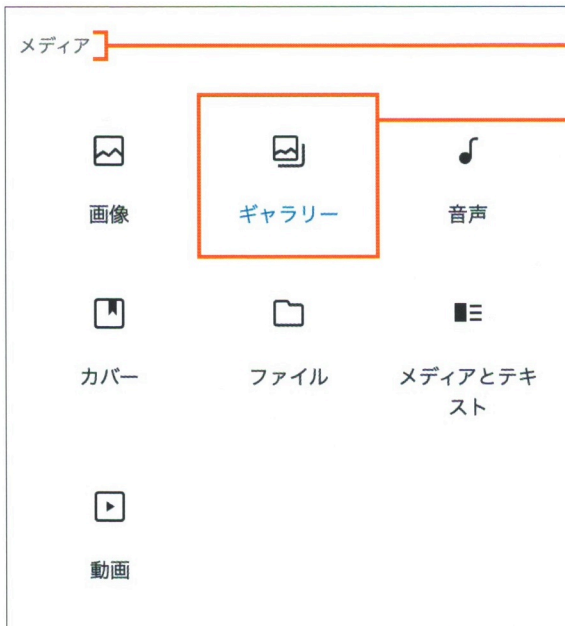 メディア
画像
ギャラリー
音声
カバー
ファイル
メディアとテキ
スト
動画